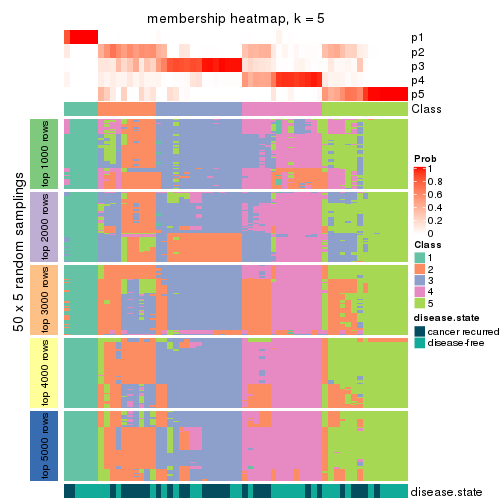 membership heatmap, k = 5
p1
p2
p3
p4
p5
Class
50 x 5 random samplings
top 1000 rows
top 2000 rows
top 3000 rows
top 4000 rows
top 5000 rows
Prob
1
0.8
0.6
0.4
0.2
0
Class
1
2
3
4
5
disease.state
cancer recurred
disease-free
disease.state